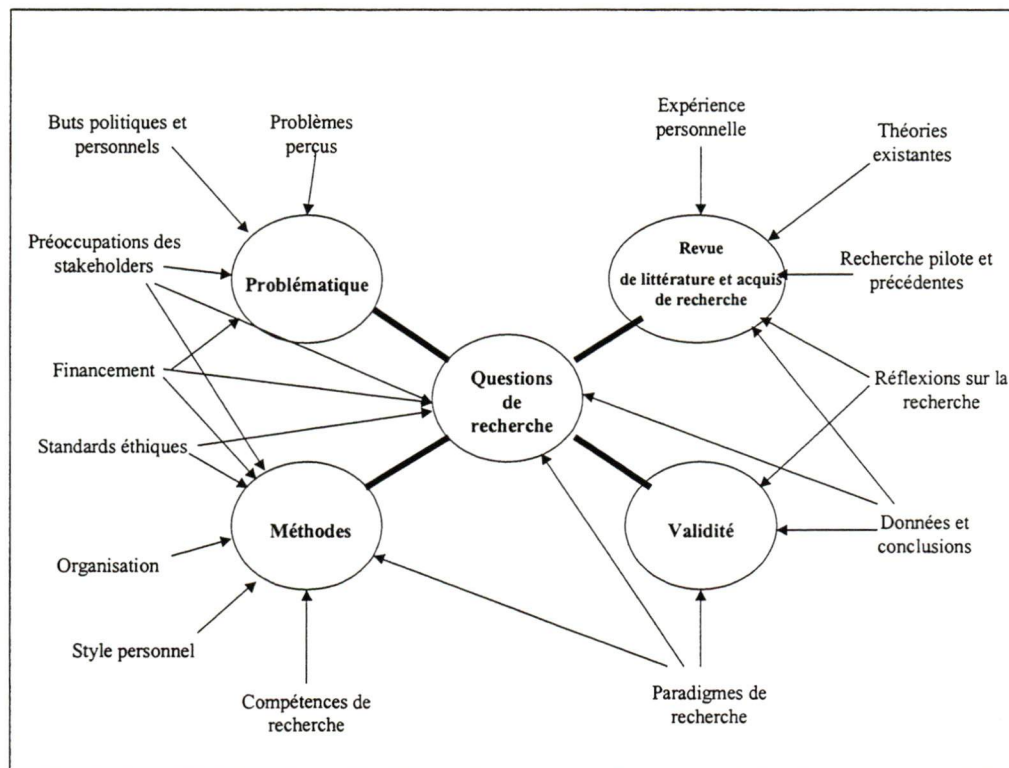 Buts politiques et
personnels
Problèmes
perçus
Expérience
personnelle
Théories
existantes
Préoccupations des
stakeholders
Problématique
Revue
de littérature et acquis
de recherche
Recherche pilote et
précédentes
Financement
Questions
de
recherche
Réflexions sur la
recherche
Standards éthiques
Méthodes
Validité
Données et
conclusions
Organisation
Style personnel
Compétences de
recherche
Paradigmes de
recherche